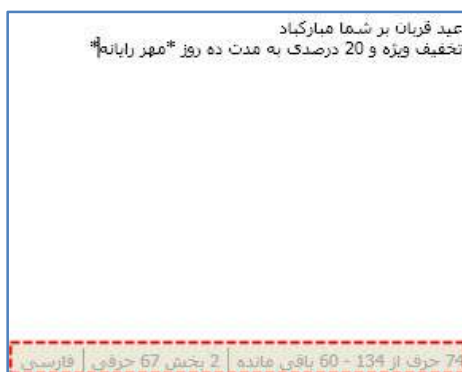 عید قربان بر شما مبارکباد
تخفیف ویژه و 20 درصدی به مدت ده روز *مهر رایانه*
74 حرف از 134 - 60 باقی مانده | 2 بخش 67 حرفی | فارسی